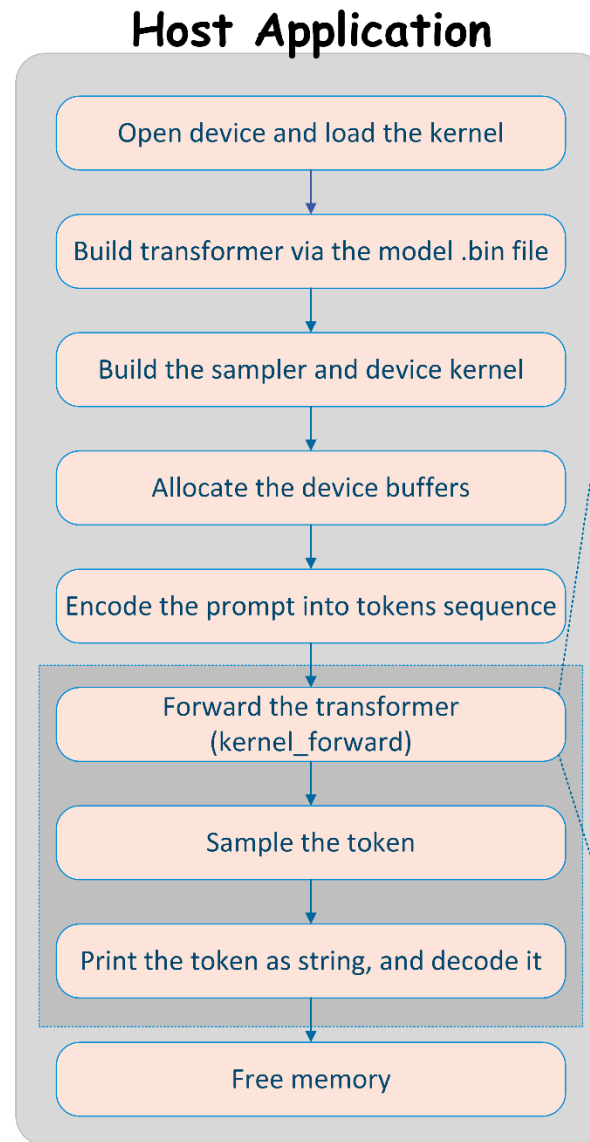 Host Application
Open device and load the kernel
Build transformer via the model .bin file
Build the sampler and device kernel
Allocate the device buffers
Encode the prompt into tokens sequence
Forward the transformer
(kernel_forward)
Sample the token
Print the token as string, and decode it
Free memory